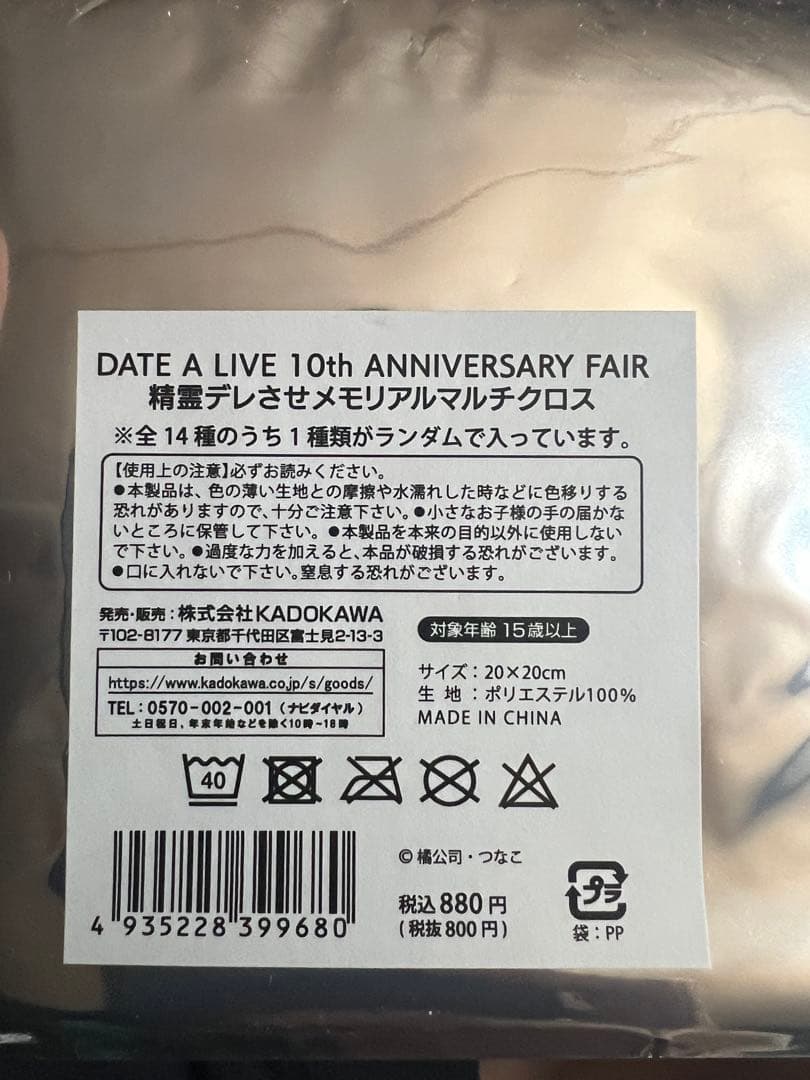 DATE A LIVE 10th ANNIVERSARY FAIR
精霊デレさせメモリアルマルチクロス
※全14種のうち1種類がランダムで入っています。
【使用上の注意】必ずお読みください。
●本製品は、色の薄い生地との摩擦や水濡れした時などに色移りする
恐れがありますので、十分ご注意下さい。●小さなお子様の手の届かな
いところに保管して下さい。●本製品を本来の目的以外に使用しない
で下さい。●過度な力を加えると、本品が破損する恐れがございます。
●口に入れないで下さい。窒息する恐れがございます。
発売・販売：株式会社KADOKAWA
〒102-8177 東京都千代田区富士見2-13-3
お問い合わせ
https://www.kadokawa.co.jp/s/goods/
TEL：0570-002-001（ナビダイヤル）
土日祝日、年末年始などを除く10時～18時
対象年齢 15歳以上
サイズ：20×20cm
生 地：ポリエステル100%
MADE IN CHINA
40
4 935228 399680
© 橘公司・つなこ
税込880円
(税抜800円)
プラ
袋：PP